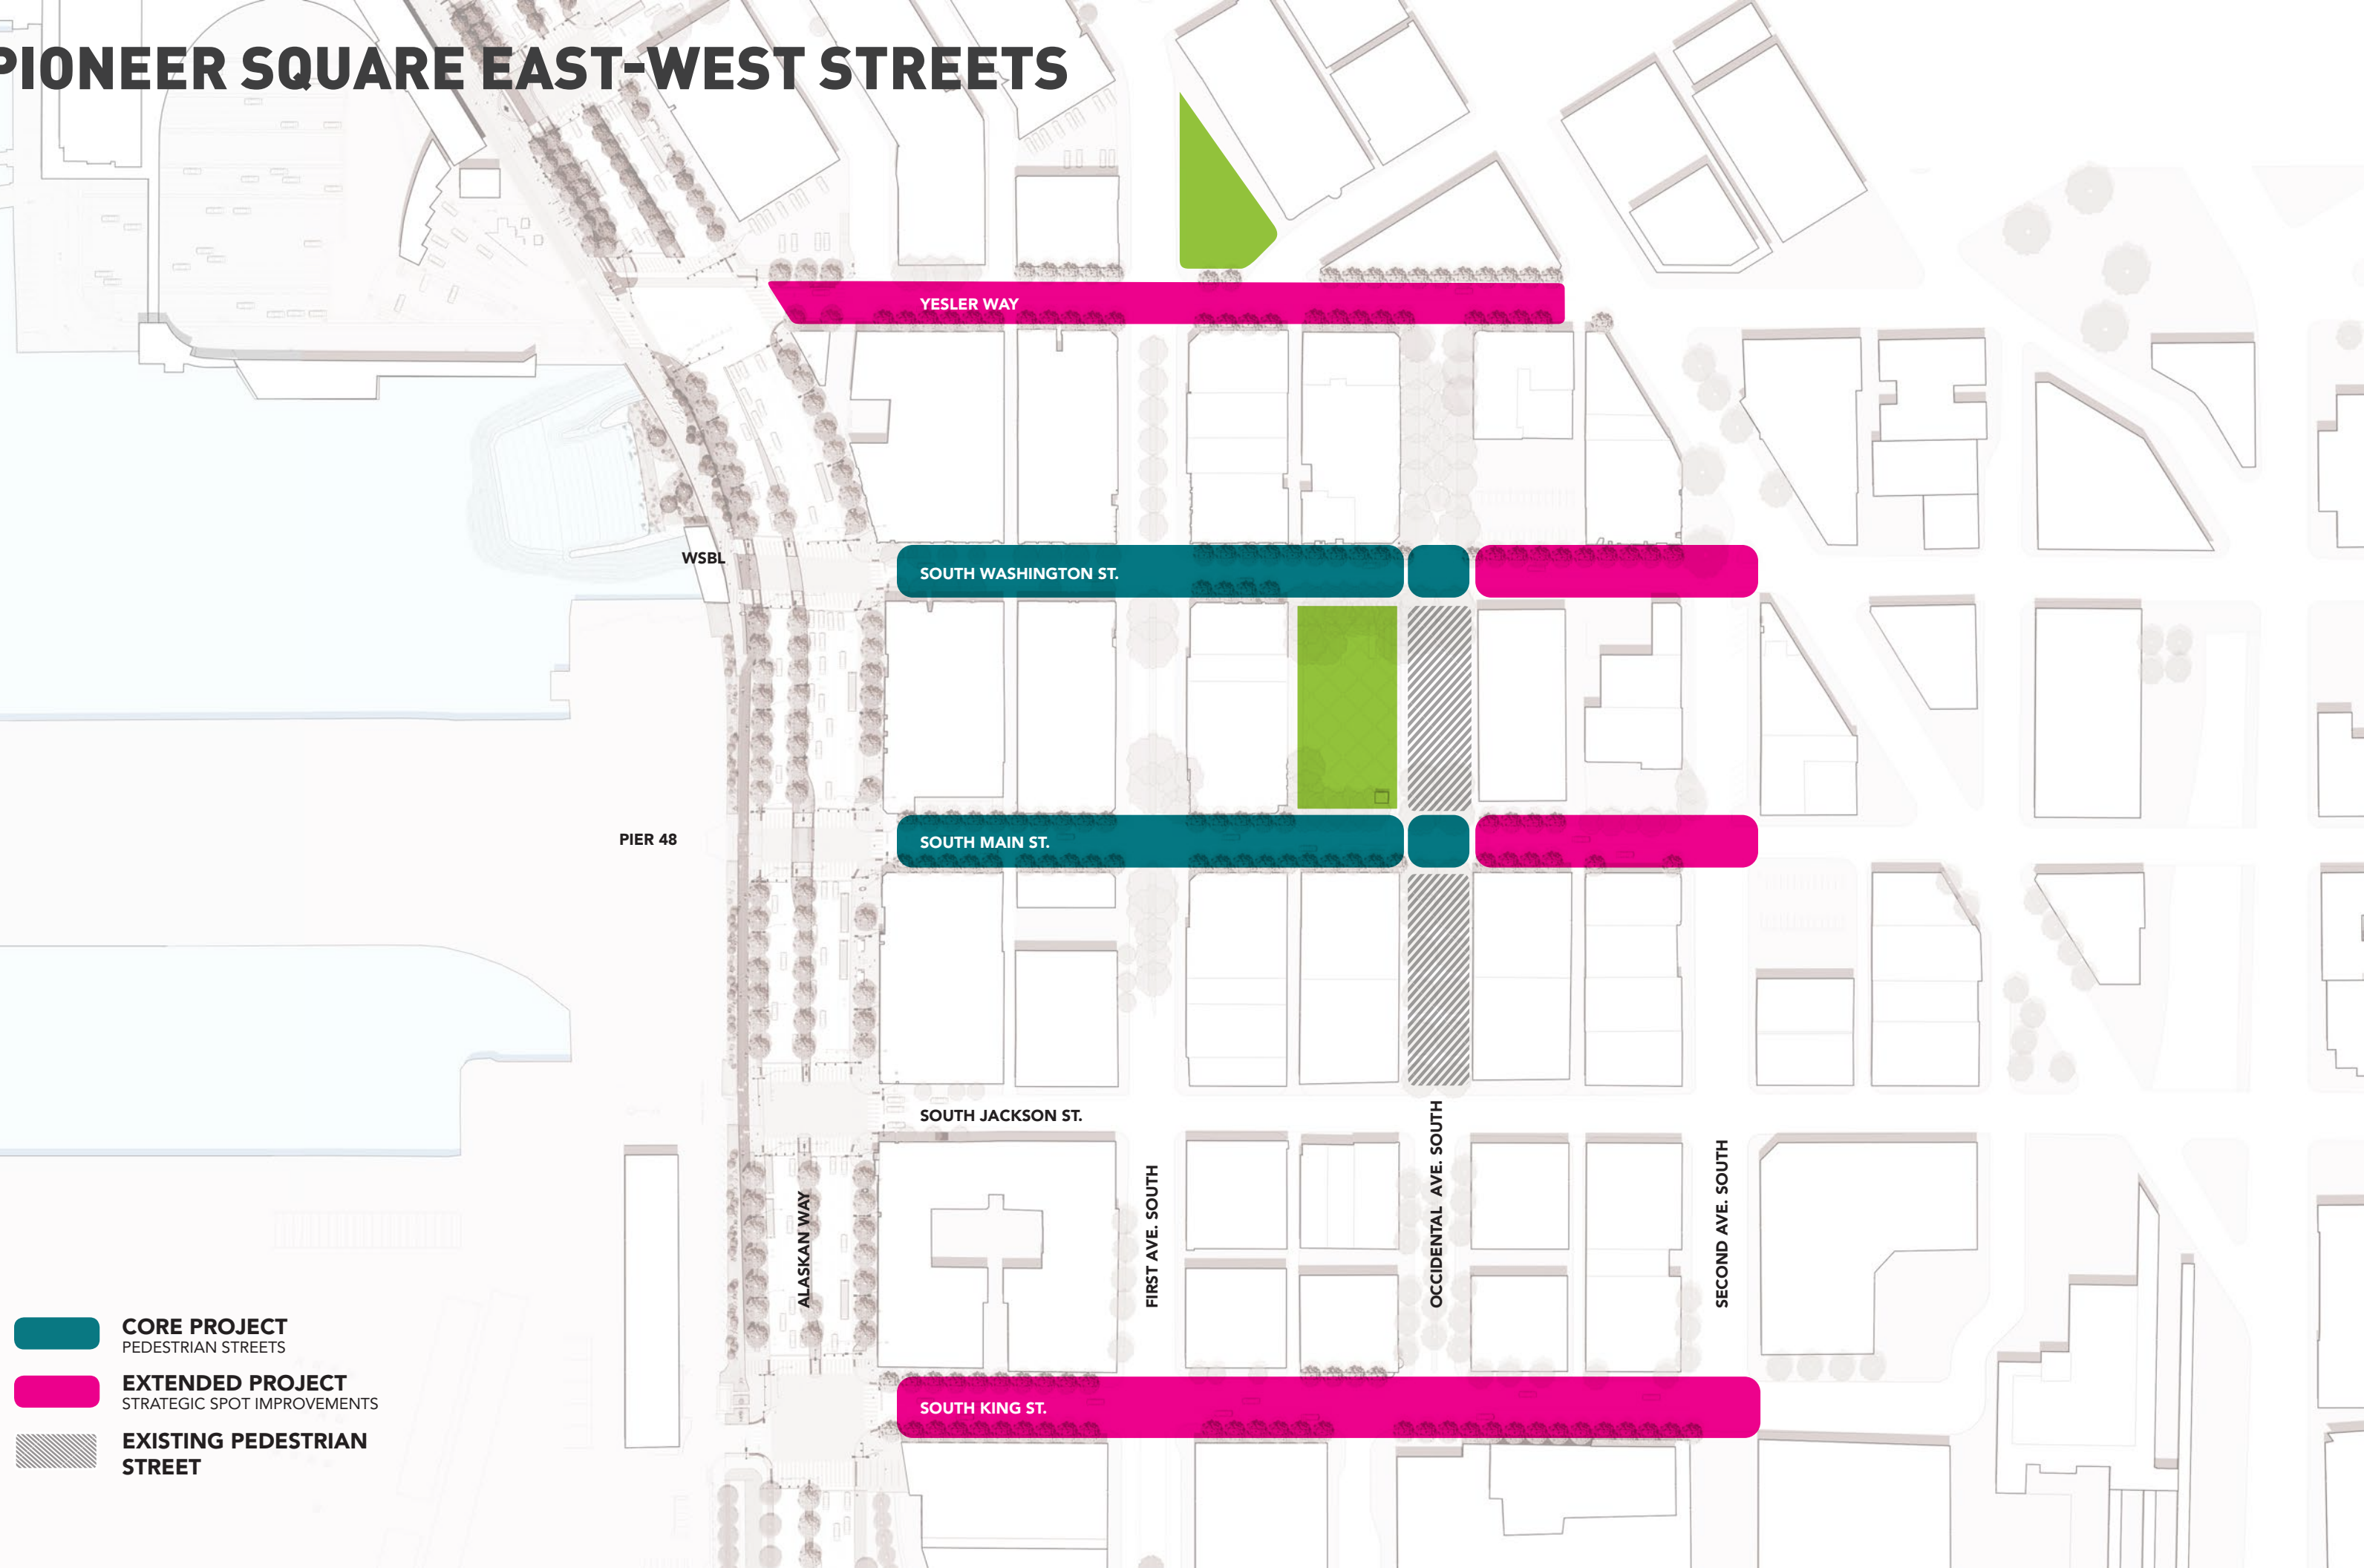 PIONEER SQUARE EAST-WEST STREETS
YESLER WAY
WSBL
SOUTH WASHINGTON ST.
PIER 48
SOUTH MAIN ST.
SOUTH JACKSON ST.
ALASKAN WAY
FIRST AVE. SOUTH
OCCIDENTAL AVE. SOUTH
SECOND AVE. SOUTH
SOUTH KING ST.
CORE PROJECT
PEDESTRIAN STREETS
EXTENDED PROJECT
STRATEGIC SPOT IMPROVEMENTS
EXISTING PEDESTRIAN
STREET